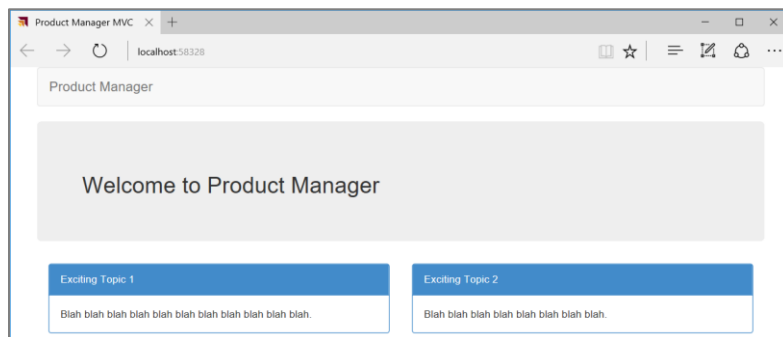 Product Manager MVC
localhost:58328
Product Manager
Welcome to Product Manager
Exciting Topic 1
Exciting Topic 2
Blah blah blah blah blah blah blah blah blah blah blah.
Blah blah blah blah blah blah blah blah.